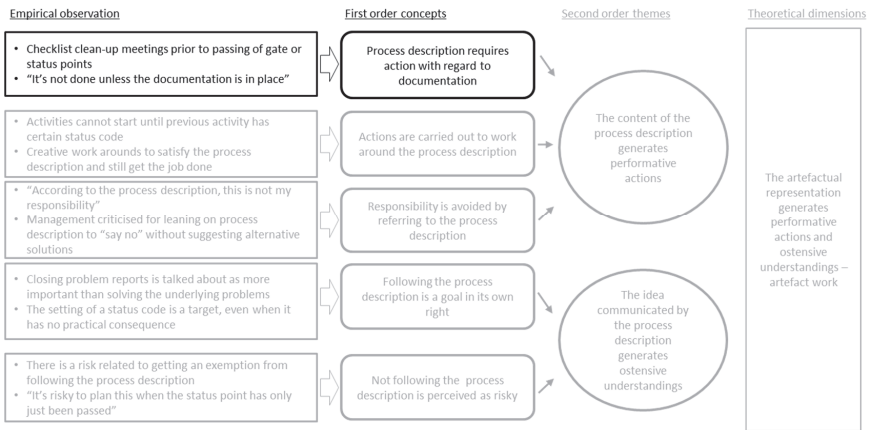 Empirical observation
First order concepts
Second order themes
Theoretical dimensions
• Checklist clean-up meetings prior to passing of gate or
status points
• “It’s not done unless the documentation is in place”
Process description requires
action with regard to
documentation
• Activities cannot start until previous activity has
certain status code
• Creative work arounds to satisfy the process
description and still get the job done
Actions are carried out to work
around the process description
• “According to the process description, this is not my
responsibility”
• Management criticised for leaning on process
description to “say no” without suggesting alternative
solutions
Responsibility is avoided by
referring to the process
description
The content of the
process description
generates
performative
actions
• Closing problem reports is talked about as more
important than solving the underlying problems
• The setting of a status code is a target, even when it
has no practical consequence
Following the process
description is a goal in its own
right
• There is a risk related to getting an exemption from
following the process description
• “It’s risky to plan this when the status point has only
just been passed”
Not following the process
description is perceived as risky
The idea
communicated by
the process
description
generates
ostensive
understandings
The artefactual
representation
generates
performative
actions and
ostensive
understandings –
artefact work